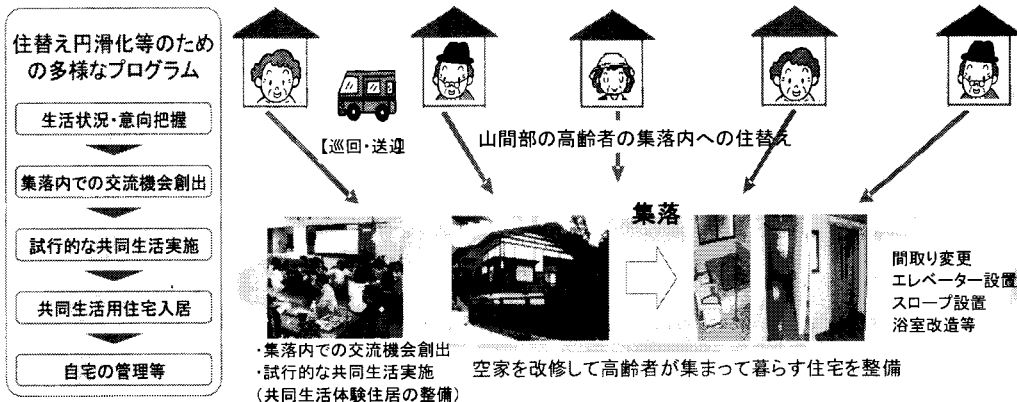 住替え円滑化等のため
の多様なプログラム
生活状況・意向把握
集落内での交流機会創出
試行的な共同生活実施
共同生活用住宅入居
自宅の管理等
【巡回・送迎
山間部の高齢者の集落内への住替え
集落
・集落内での交流機会創出
・試行的な共同生活実施
(共同生活体験住居の整備)
空家を改修して高齢者が集まって暮らす住宅を整備
間取り変更
エレベーター設置
スロープ設置
浴室改造等